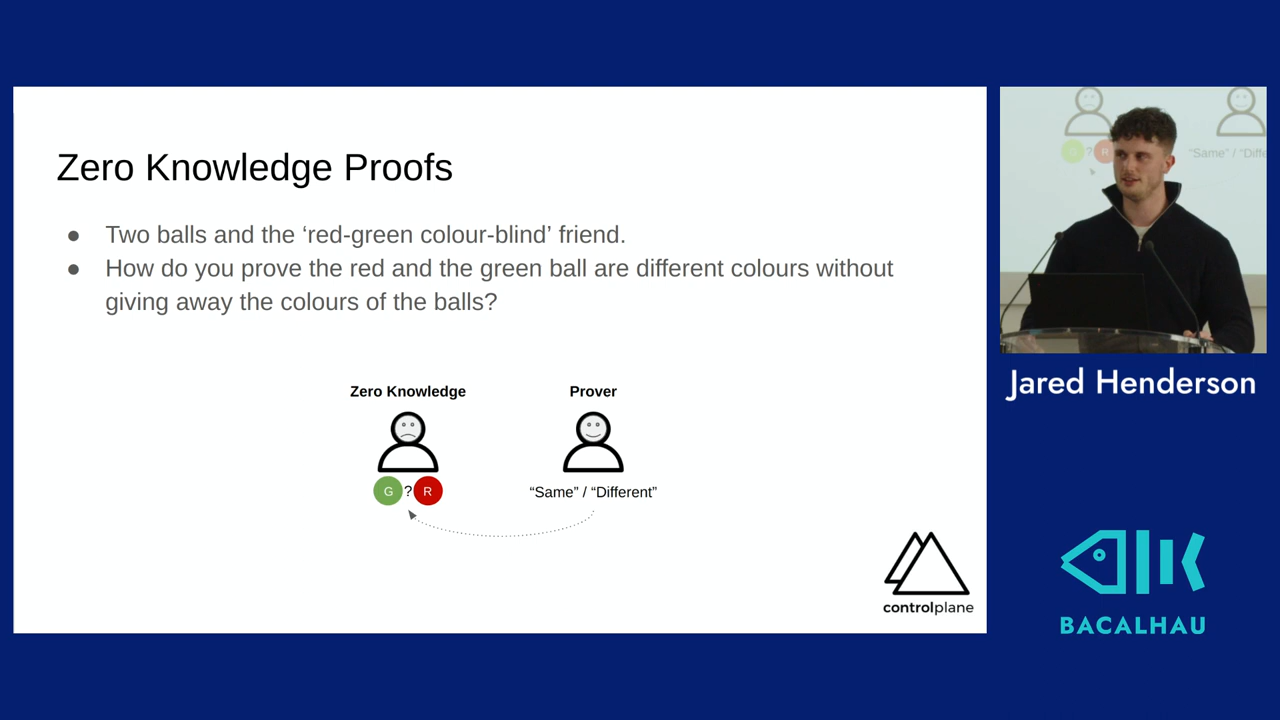 Zero Knowledge Proofs
● Two balls and the ‘red-green colour-blind’ friend.
● How do you prove the red and the green ball are different colours without
giving away the colours of the balls?
Zero Knowledge
Prover
G ? R
“Same” / “Different”
controlplane
? R
“Same” / “Diffe
Jared Henderson
BACALHAU